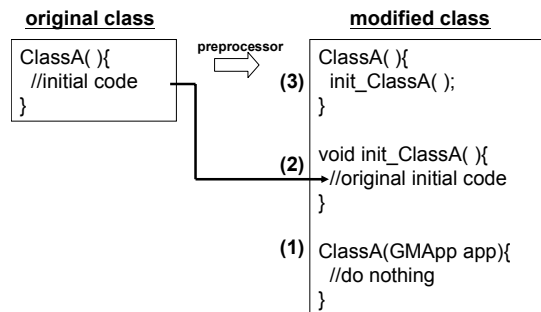 original class
ClassA( ){
//initial code
}
preprocessor
modified class
(3)
ClassA( ){
init_ClassA( );
}
(2)
void init_ClassA( ){
//original initial code
}
(1)
ClassA(GMApp app){
//do nothing
}